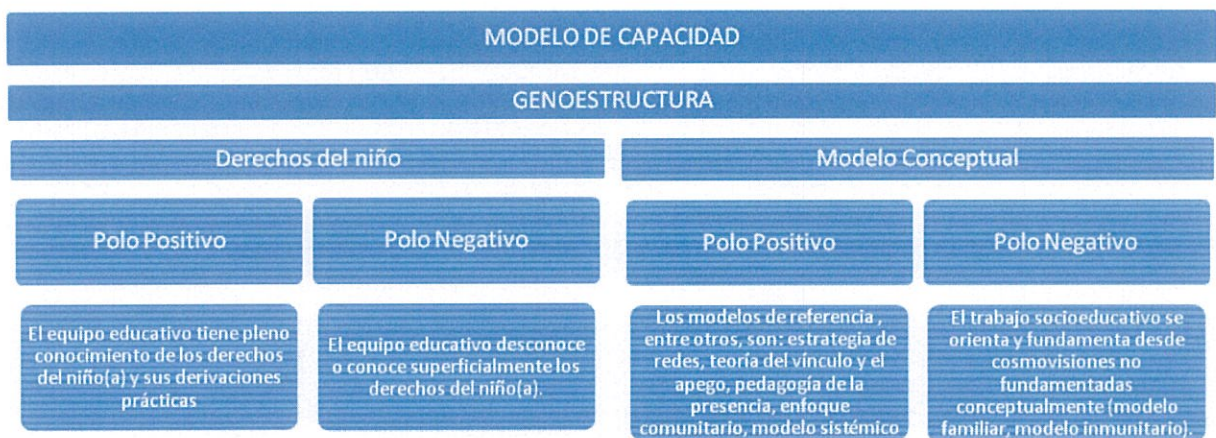 MODELO DE CAPACIDAD
GENOESTRUCTURA
Derechos del niño
Modelo Conceptual
Polo Positivo
Polo Negativo
Polo Positivo
Polo Negativo
El equipo educativo tiene pleno
conocimiento de los derechos
del niño(a) y sus derivaciones
prácticas
El equipo educativo desconoce
o conoce superficialmente los
derechos del niño(a).
Los modelos de referencia ,
entre otros, son: estrategia de
redes, teoría del vínculo y el
apego, pedagogía de la
presencia, enfoque
comunitario, modelo sistémico
El trabajo socioeducativo se
orienta y fundamenta desde
cosmovisiones no
fundamentadas
conceptualmente (modelo
familiar, modelo inmunitario).